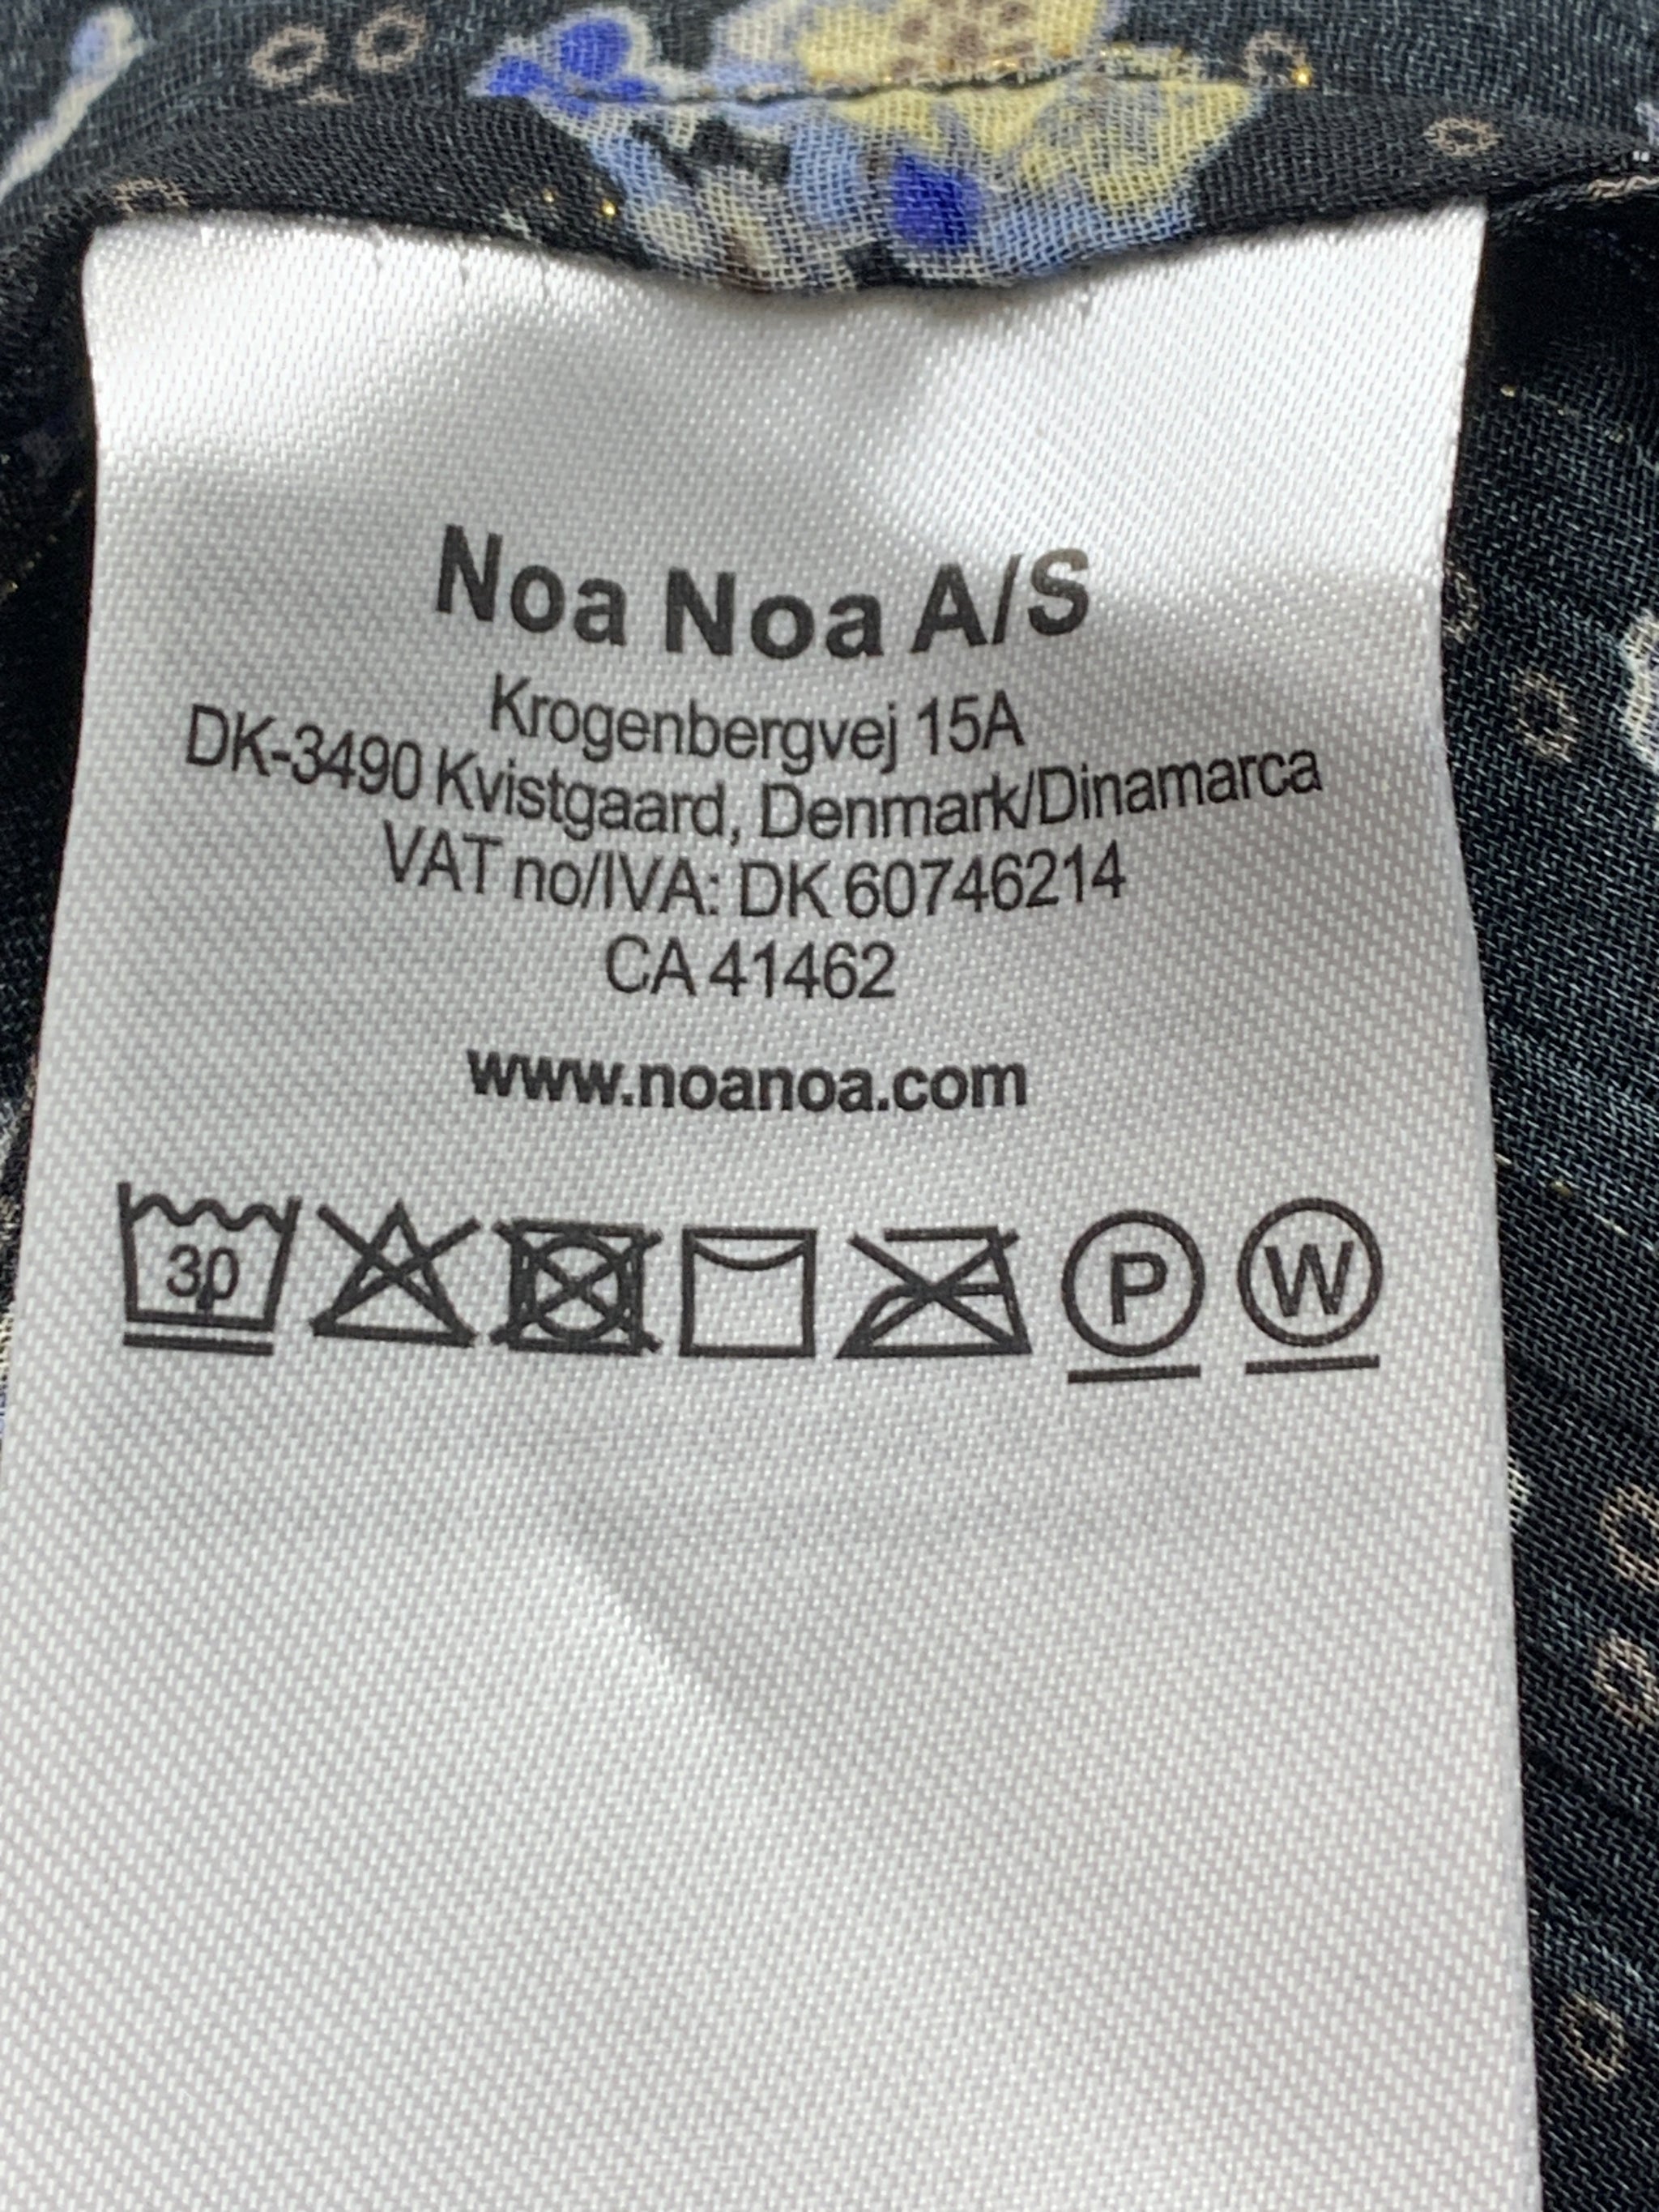 Noa Noa A/S
Krogenbergvej 15A
DK-3490 Kvistgaard, Denmark/Dinamarca
VAT no/IVA: DK 60746214
CA 41462
www.noanoa.com
30
P W